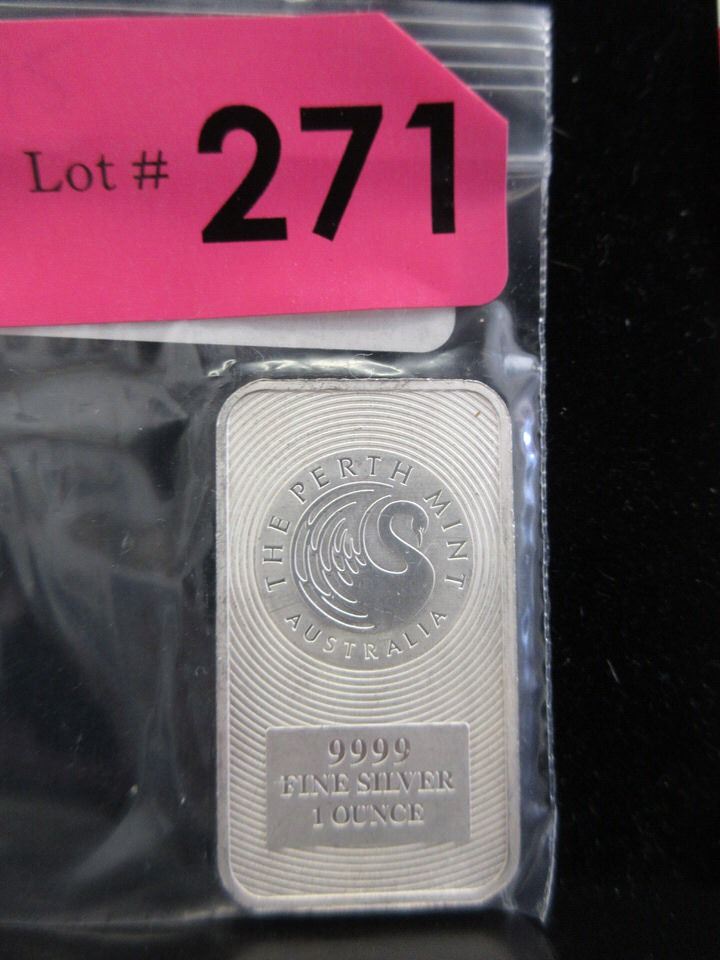 Lot # 271
THE PERTH MINT
AUSTRALIA
9999
FINE SILVER
1 OUNCE